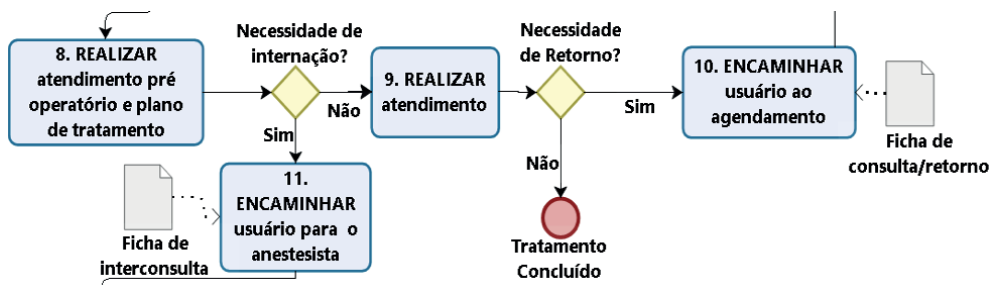 8. REALIZAR
atendimento pré
operatório e plano
de tratamento
Necessidade de
internação?
Não
Sim
9. REALIZAR
atendimento
Necessidade
de Retorno?
Sim
Não
10. ENCAMINHAR
usuário ao
agendamento
Ficha de
consulta/retorno
11.
ENCAMINHAR
usuário para o
anestesista
Ficha de
interconsulta
Tratamento
Concluído